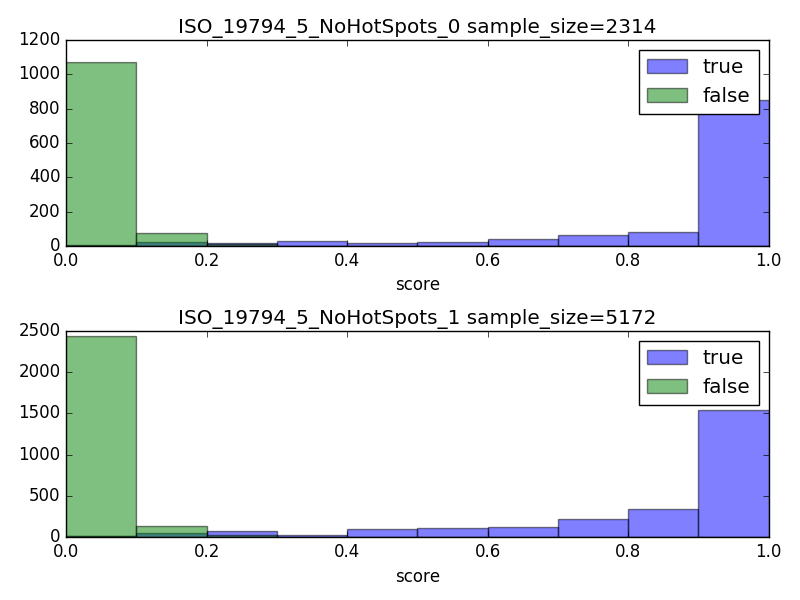 ISO_19794_5_NoHotSpots_0 sample_size=2314
1200
1000
800
600
400
200
0
true
false
0.0 0.2 0.4 0.6 0.8 1.0
score
ISO_19794_5_NoHotSpots_1 sample_size=5172
2500
2000
1500
1000
500
0
true
false
0.0 0.2 0.4 0.6 0.8 1.0
score